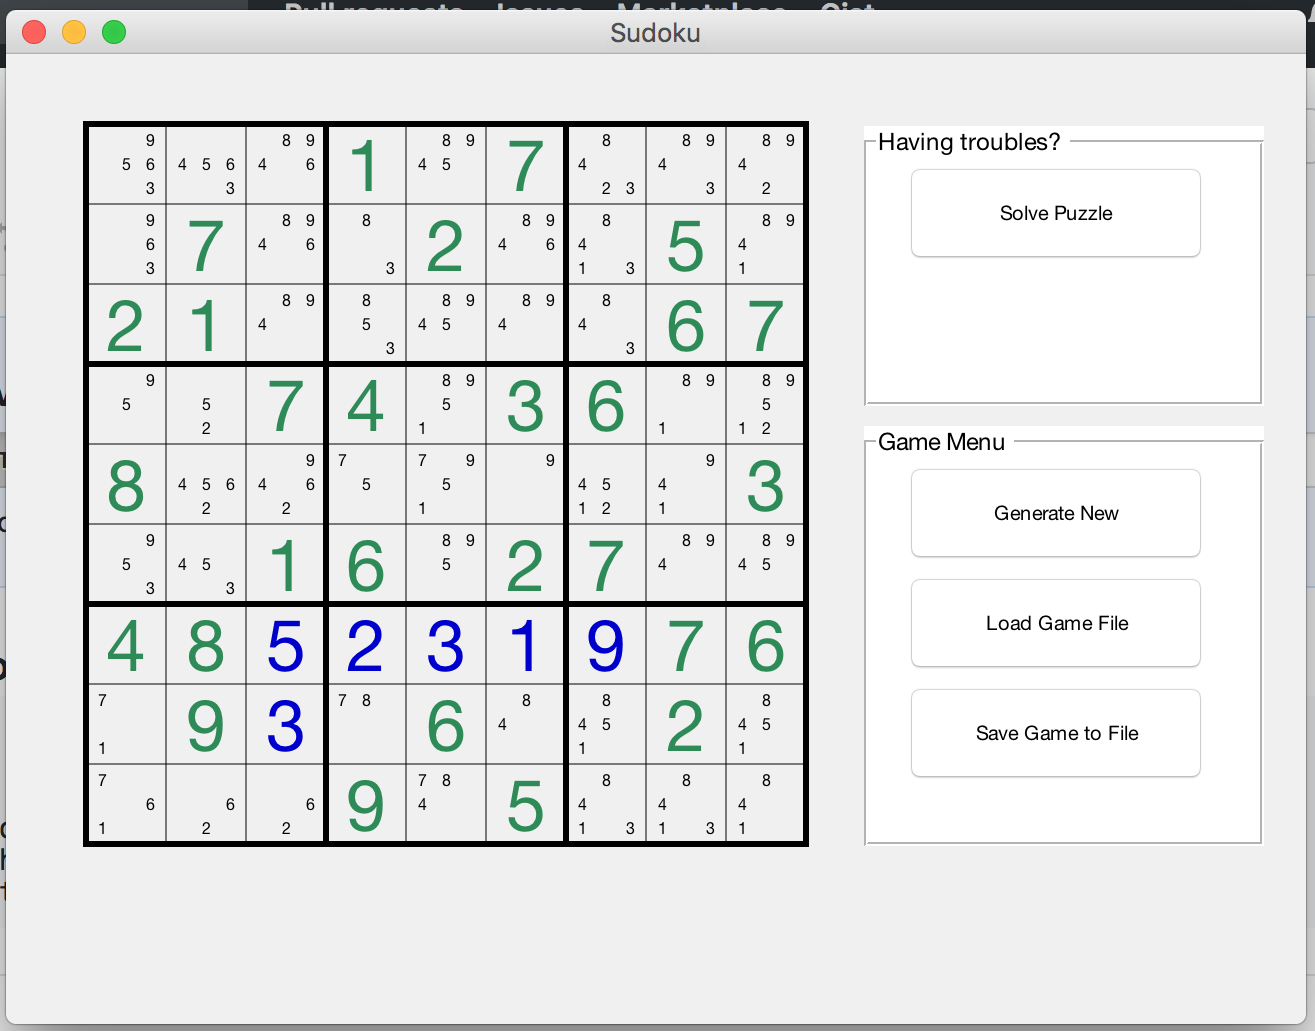 Pull requests Issues Marketplace Gist
Sudoku
9 8 9 8 9 8 8 9 8 9
5 6 4 5 6 4 6 1 4 5 7 4 4 4
3 3 2 3 3 2
9 8 9 8 8 9 8 8 9
6 7 4 6 2 4 6 4 5 4
3 3 1 3 1
8 9 8 8 9 8 9 8
2 1 4 5 4 5 4 4 6 7
3 3
9 8 9 8 9 8 9
5 5 7 4 5 3 6 5
2 1 1 1 2
9 7 7 9 9 9
8 4 5 6 4 6 5 5 4 5 4 3
2 2 1 1 2 1
9 8 9 8 9 8 9
5 4 5 1 6 5 2 7 4 4 5
3 3
4 8 5 2 3 1 9 7 6
7 7 8 8 8 8
9 3 6 4 4 5 2 4 5
1 1 1
7 7 8 8 8 8
6 6 6 9 4 5 4 4 4
1 2 2 1 3 1 3 1
Having troubles?
Solve Puzzle
Game Menu
Generate New
Load Game File
Save Game to File